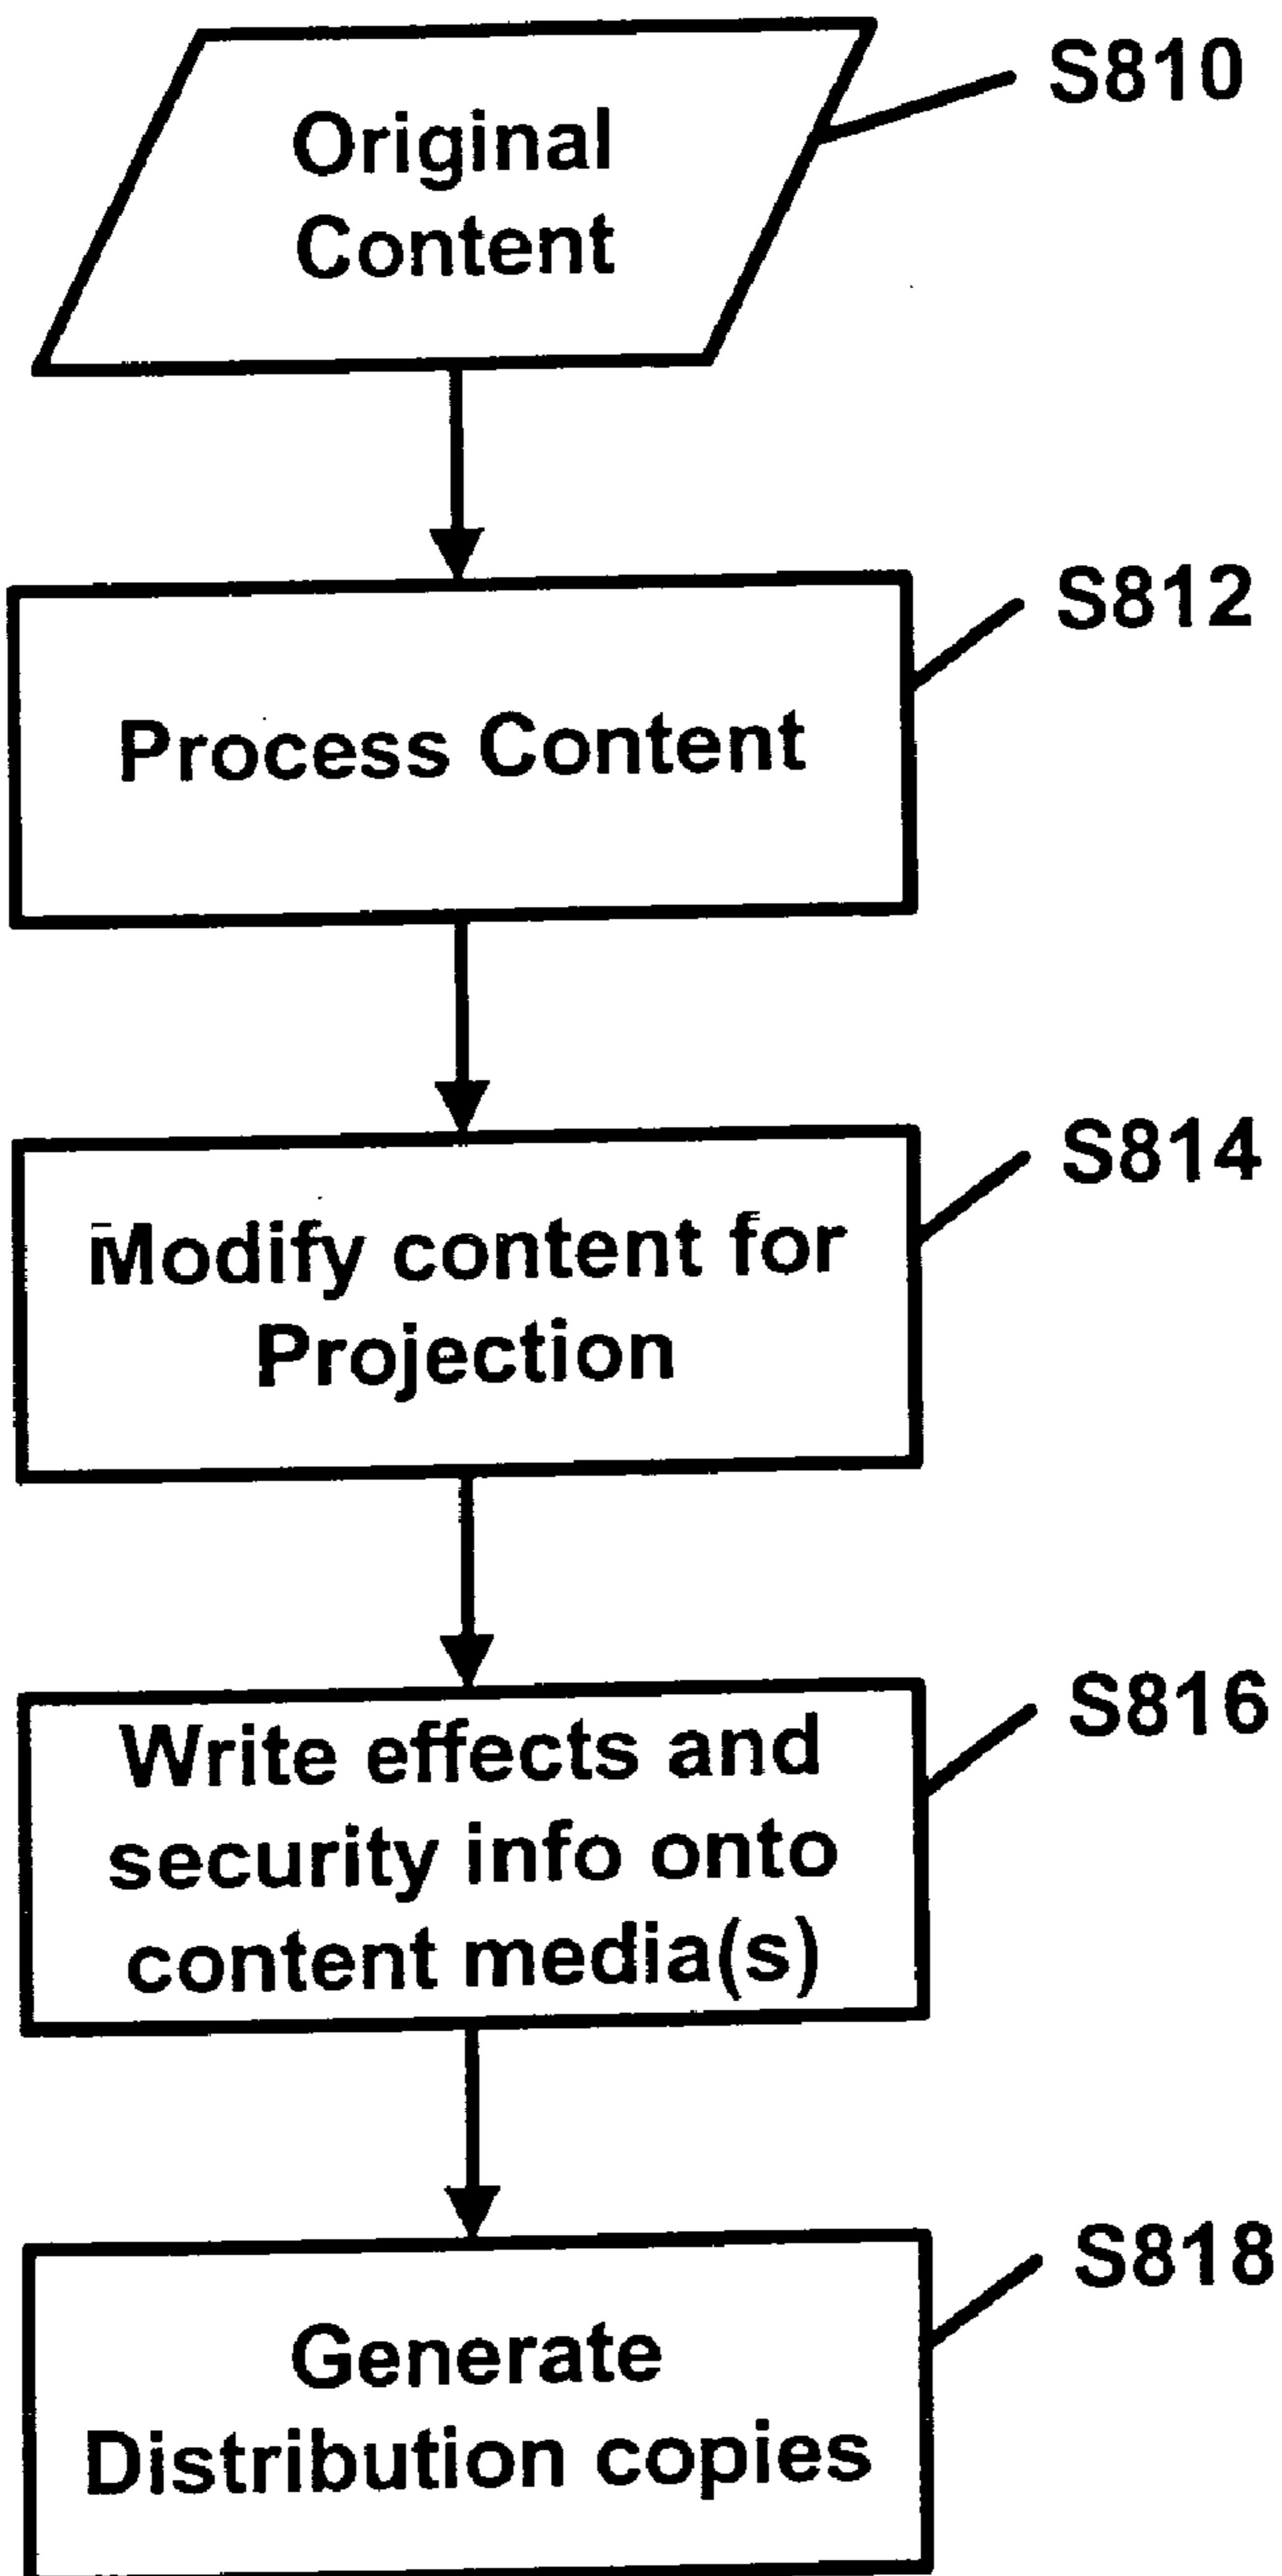 Original
Content
S810
Process Content
S812
Modify content for
Projection
S814
Write effects and
security info onto
content media(s)
S816
Generate
Distribution copies
S818